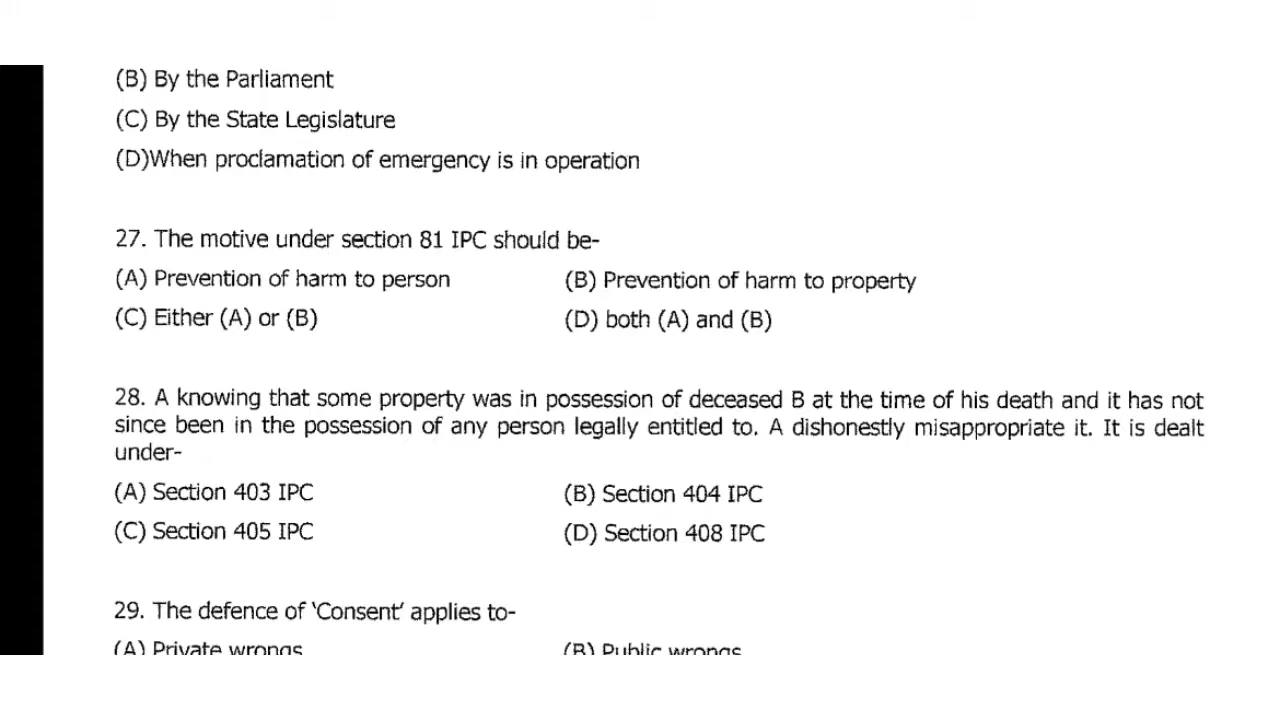 (B) By the Parliament
(C) By the State Legislature
(D)When proclamation of emergency is in operation
27. The motive under section 81 IPC should be-
(A) Prevention of harm to person (B) Prevention of harm to property
(C) Either (A) or (B) (D) both (A) and (B)
28. A knowing that some property was in possession of deceased B at the time of his death and it has not
since been in the possession of any person legally entitled to. A dishonestly misappropriate it. It is dealt
under-
(A) Section 403 IPC (B) Section 404 IPC
(C) Section 405 IPC (D) Section 408 IPC
29. The defence of 'Consent' applies to-
(A) Private wrongs (B) Public wrongs